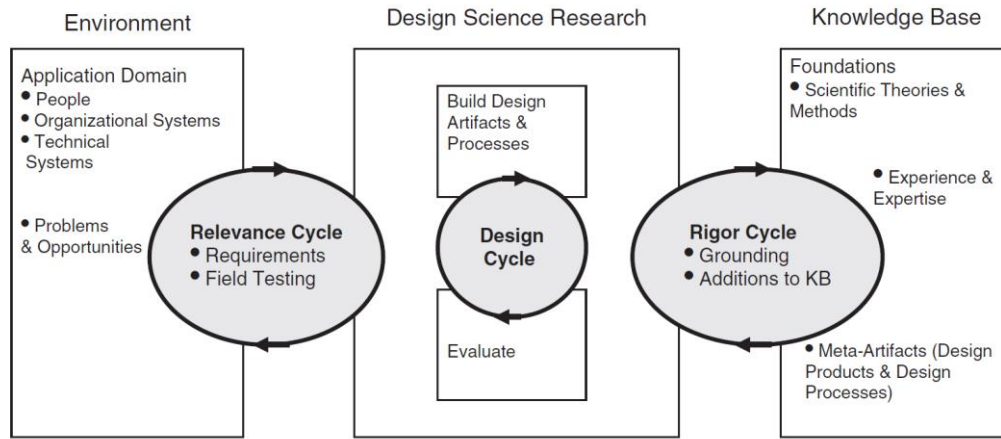 Environment
Design Science Research
Knowledge Base
Application Domain
● People
● Organizational Systems
● Technical
Systems
● Problems
& Opportunities
Relevance Cycle
● Requirements
● Field Testing
Build Design
Artifacts &
Processes
Design
Cycle
Evaluate
Rigor Cycle
● Grounding
● Additions to KB
Foundations
● Scientific Theories &
Methods
● Experience &
Expertise
● Meta-Artifacts (Design
Products & Design
Processes)